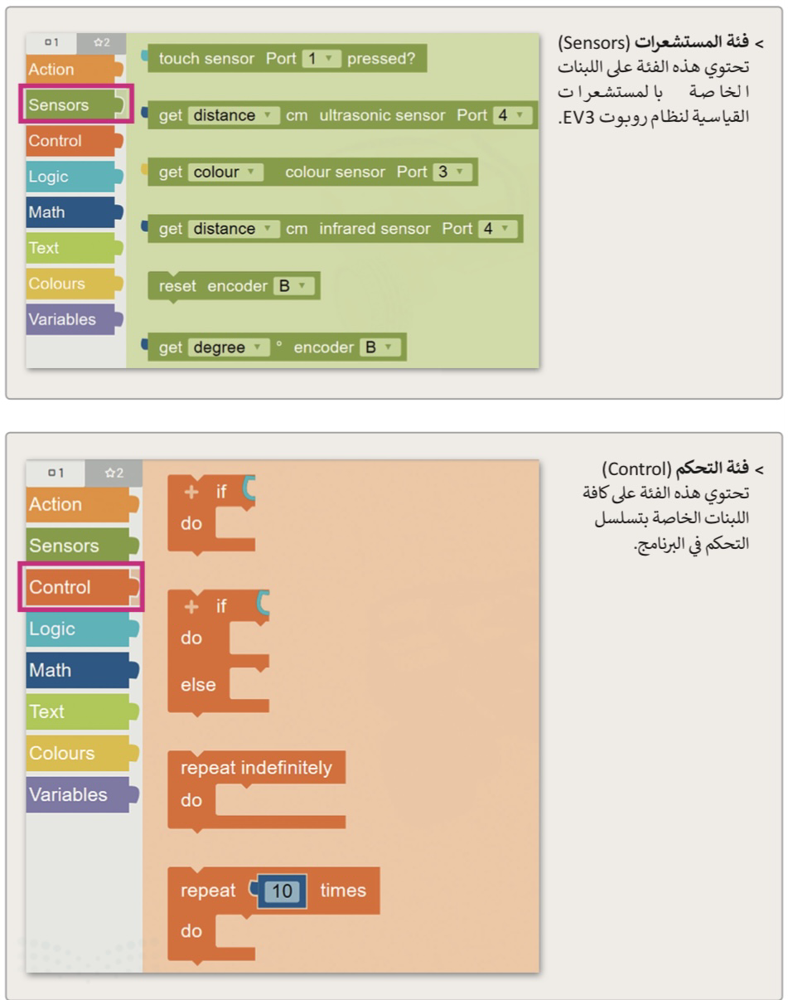 > فئة المستشعرات (Sensors)
تحتوي هذه الفئة على اللبنات
الخاصة بالمستشعرات
القياسية لنظام روبوت EV3.
1 2
Action
Sensors
Control
Logic
Math
Text
Colours
Variables
touch sensor Port 1 pressed?
get distance cm ultrasonic sensor Port 4
get colour colour sensor Port 3
get distance cm infrared sensor Port 4
reset encoder B
get degree ° encoder B
> فئة التحكم (Control)
تحتوي هذه الفئة على كافة
اللبنات الخاصة بتسلسل
التحكم في البرنامج.
1 2
Action
Sensors
Control
Logic
Math
Text
Colours
Variables
+ if
do
+ if
do
else
repeat indefinitely
do
repeat 10 times
do